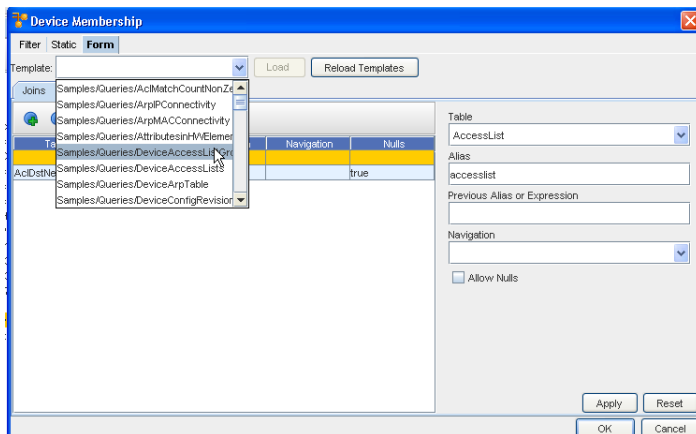 Device Membership
Filter Static Form
Template:
Load
Reload Templates
Joins
Samples/Queries/AclMatchCountNonZe
Samples/Queries/ArpIPConnectivity
Samples/Queries/ArpMACConnectivity
Samples/Queries/AttributesinHWElemen
Samples/Queries/DeviceAccessListGro
Samples/Queries/DeviceAccessLists
Samples/Queries/DeviceArpTable
Samples/Queries/DeviceConfigRevision
Ta
Navigation
Nulls
AclDstNe
true
Table
AccessList
Alias
accesslist
Previous Alias or Expression
Navigation
Allow Nulls
Apply
Reset
OK
Cancel